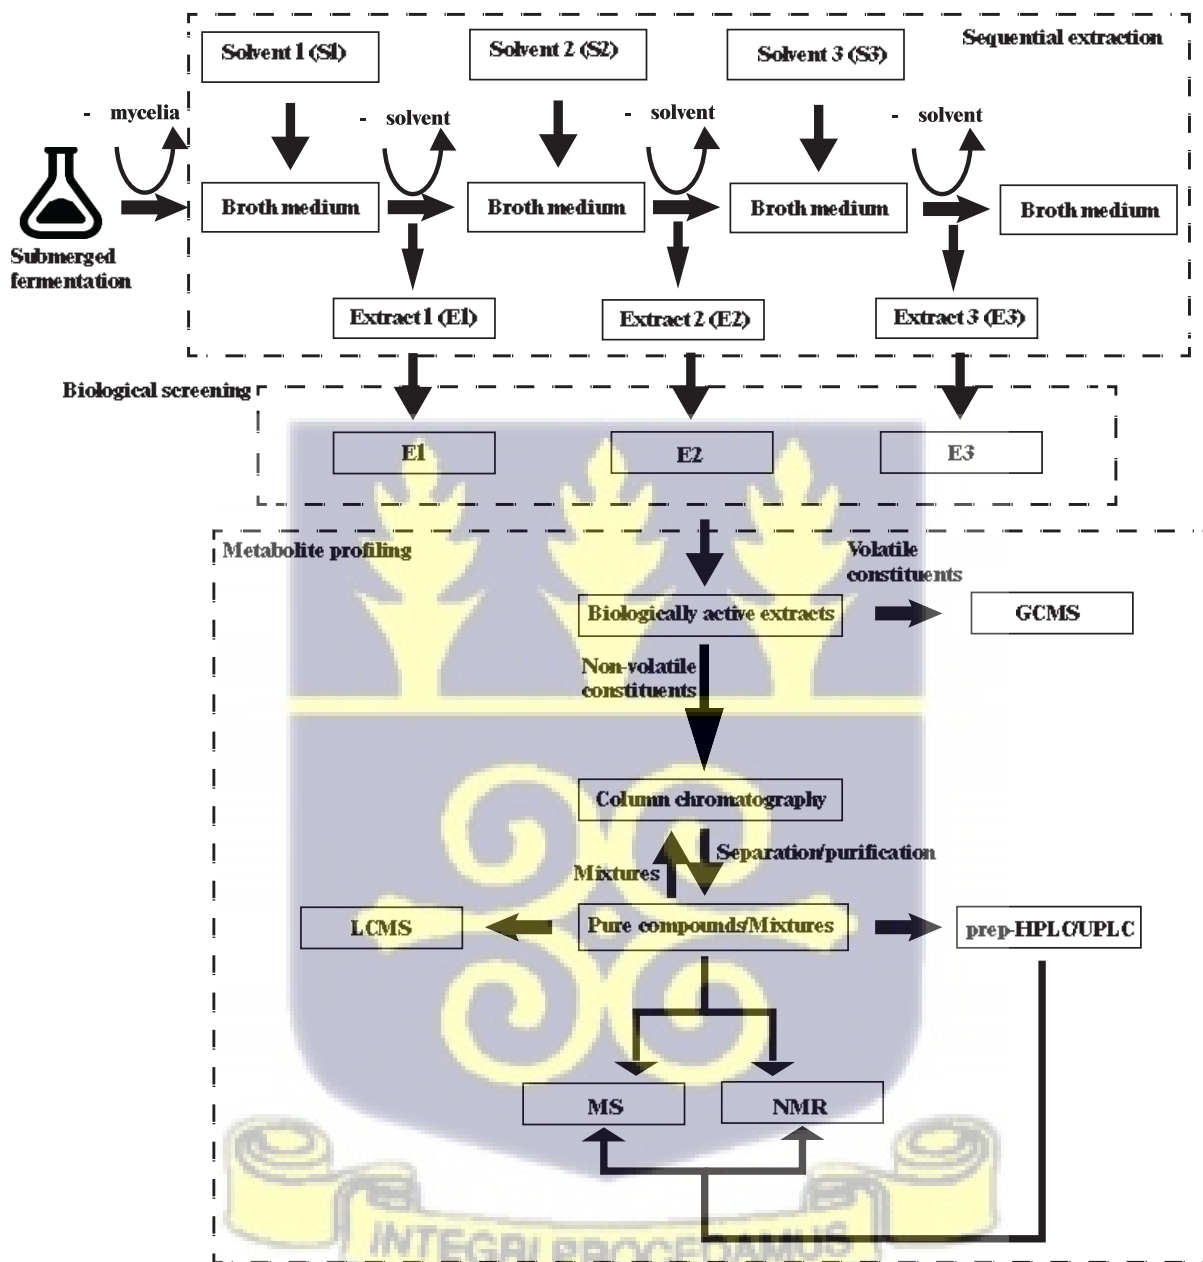 Solvent 1 (S1)
Solvent 2 (S2)
Solvent 3 (S3)
Sequential extraction
- mycelia
- solvent
- solvent
- solvent
Broth medium
Broth medium
Broth medium
Broth medium
Submerged
fermentation
Extract 1 (E1)
Extract 2 (E2)
Extract 3 (E3)
Biological screening
E1
E2
E3
Metabolite profiling
Volatile
constituents
Biologically active extracts
GCMS
Non-volatile
constituents
Column chromatography
Separation/purification
Mixtures
LCMS
Pure compounds/Mixtures
prep-HPLC/UPLC
MS
NMR
INTEGRI PROCEDAMUS